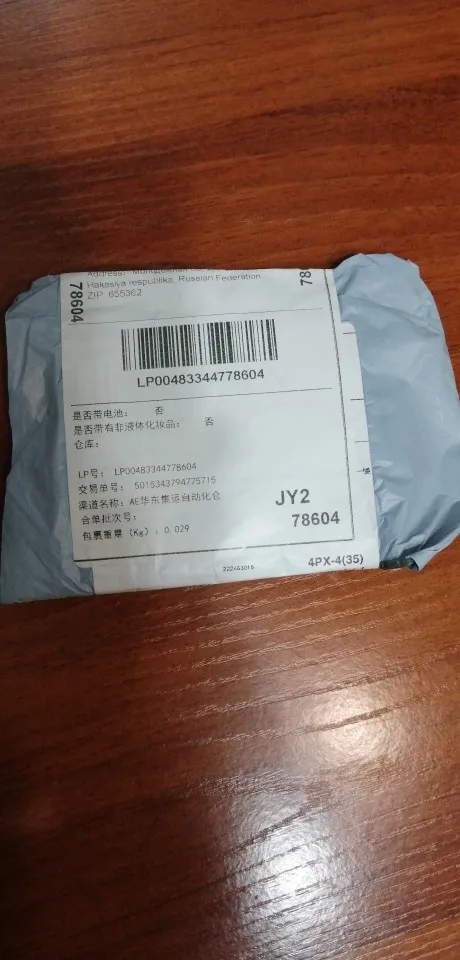 Address:
Hakasiya respublika, Russian Federation
ZIP: 655362
78604
78
LP00483344778604
是否带电池： 否
是否带有非液体化妆品： 否
仓库：
LP号： LP00483344778604
交易单号： 5015343794725715
渠道名称： AE华东集运自动化仓
合单批次号：
包裹重量（Kg）： 0.029
JY2
78604
4PX-4(35)